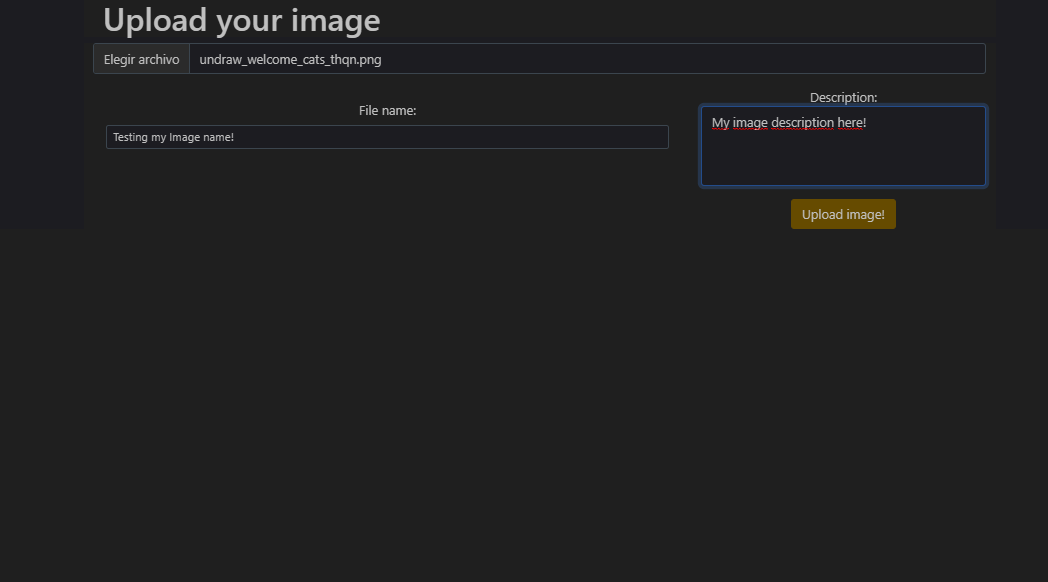 Upload your image
Elegir archivo undraw_welcome_cats_thqn.png
File name:
Testing my Image name!
Description:
My image description here!
Upload image!